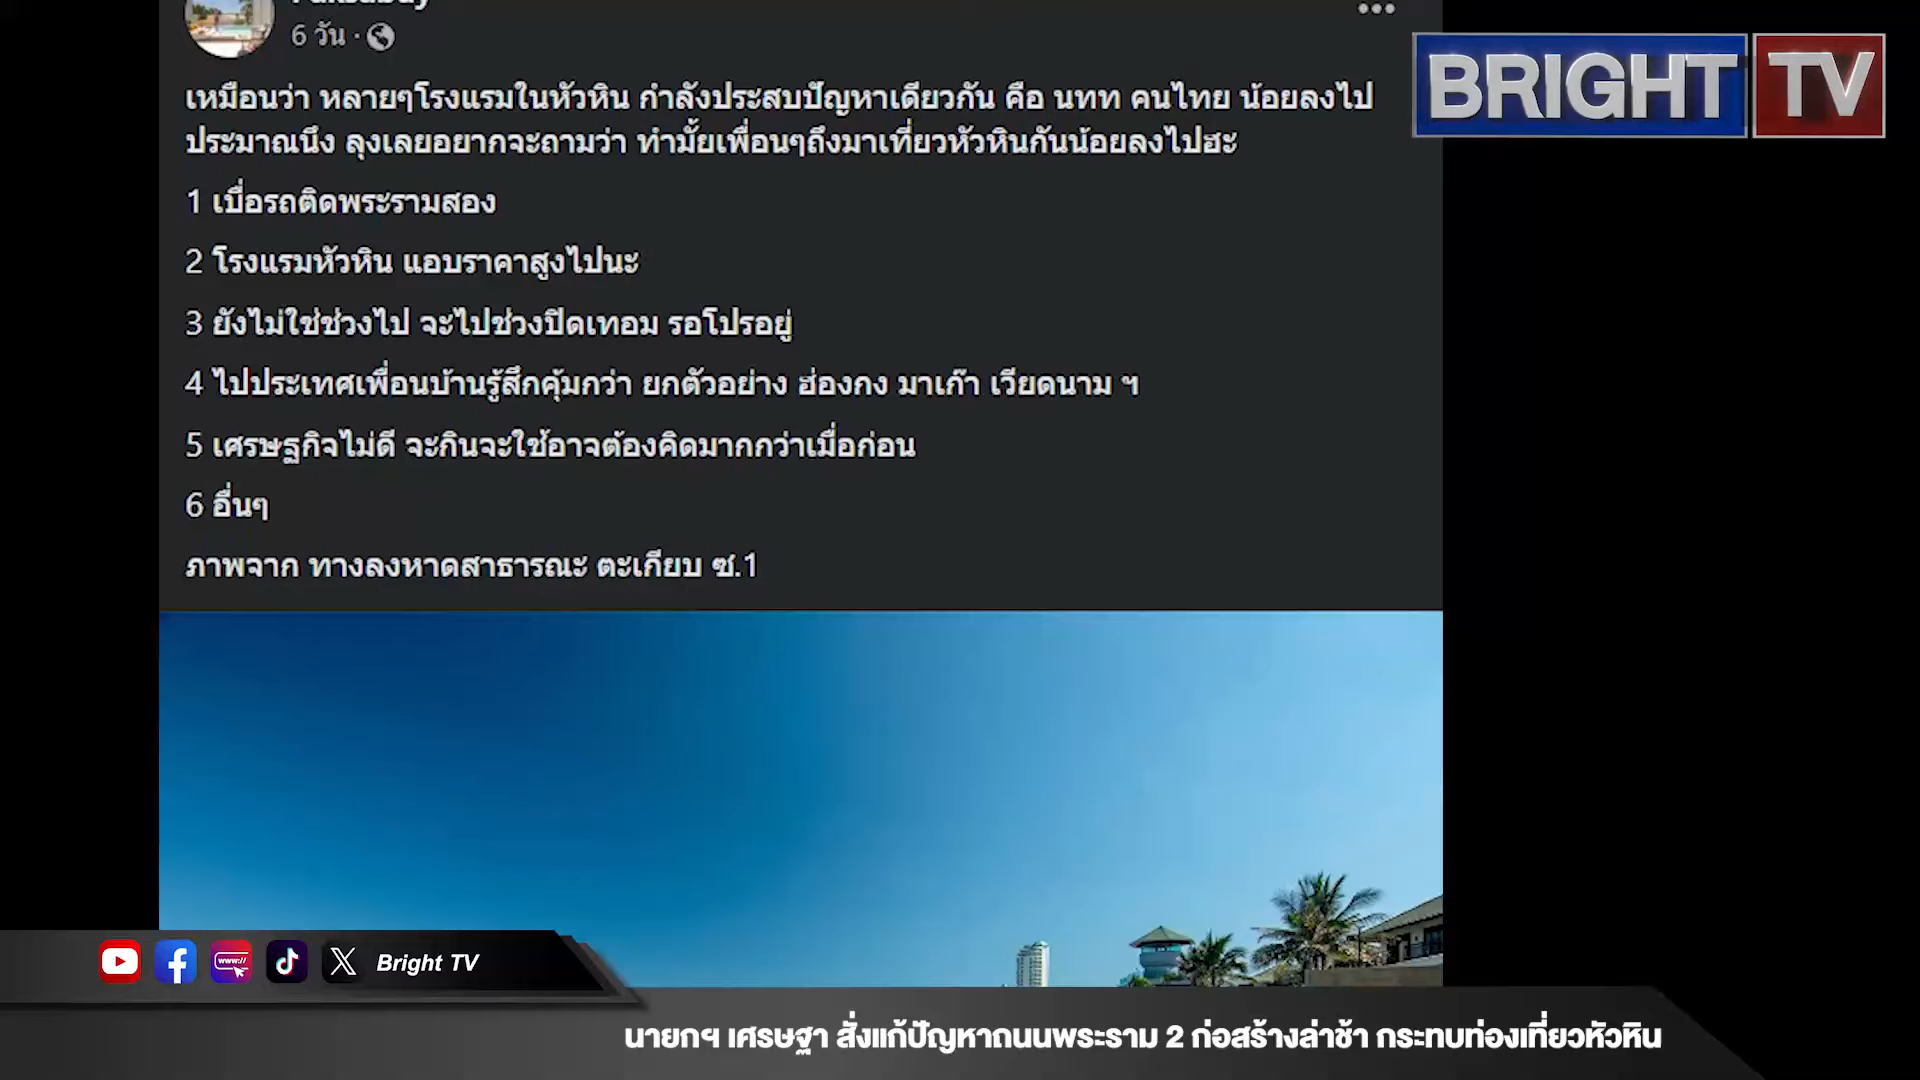 6 วัน ·
BRIGHT TV
เหมือนว่า หลายๆโรงแรมในหัวหิน กำลังประสบปัญหาเดียวกัน คือ นทท คนไทย น้อยลงไป
ประมาณนึง ลุงเลยอยากจะถามว่า ทำมั้ยเพื่อนๆถึงมาเที่ยวหัวหินกันน้อยลงไปฮะ
1 เบื่อรถติดพระรามสอง
2 โรงแรมหัวหิน แอบราคาสูงไปนะ
3 ยังไม่ใช่ช่วงไป จะไปช่วงปิดเทอม รอโปรอยู่
4 ไปประเทศเพื่อนบ้านรู้สึกคุ้มกว่า ยกตัวอย่าง ฮ่องกง มาเก๊า เวียดนาม ฯ
5 เศรษฐกิจไม่ดี จะกินจะใช้อาจต้องคิดมากกว่าเมื่อก่อน
6 อื่นๆ
ภาพจาก ทางลงหาดสาธารณะ ตะเกียบ ซ.1
www://
Bright TV
นายกฯ เศรษฐา สั่งแก้ปัญหาถนนพระราม 2 ก่อสร้างล่าช้า กระทบท่องเที่ยวหัวหิน